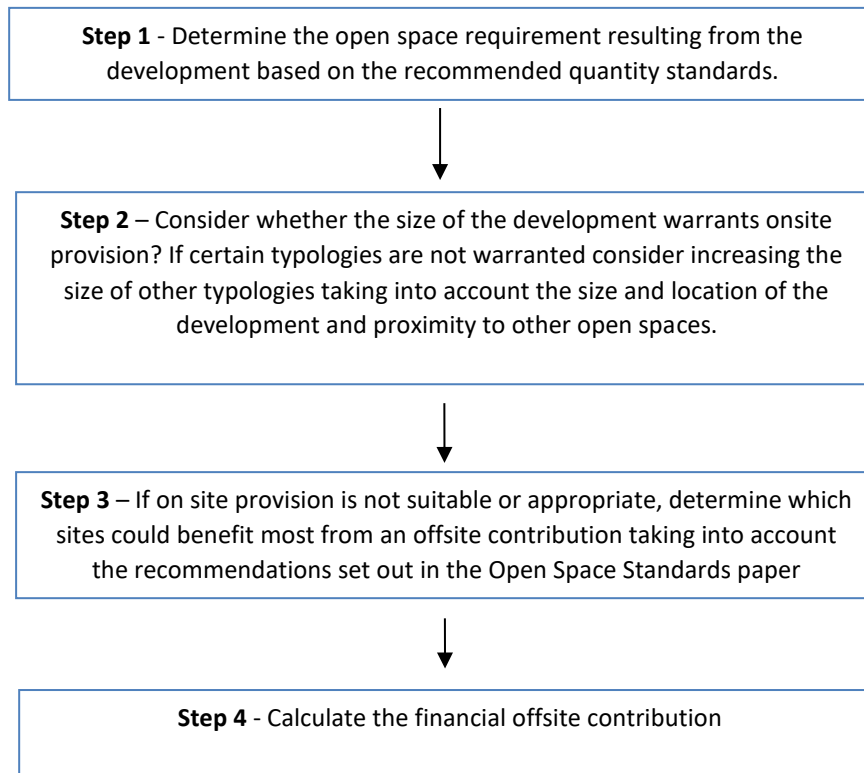 Step 1 - Determine the open space requirement resulting from the
development based on the recommended quantity standards.
Step 2 – Consider whether the size of the development warrants onsite
provision? If certain typologies are not warranted consider increasing the
size of other typologies taking into account the size and location of the
development and proximity to other open spaces.
Step 3 – If on site provision is not suitable or appropriate, determine which
sites could benefit most from an offsite contribution taking into account
the recommendations set out in the Open Space Standards paper
Step 4 - Calculate the financial offsite contribution